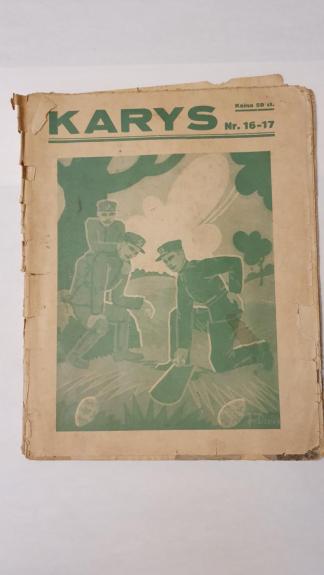 Kaina 50 ct.
KARYS
Nr. 16-17